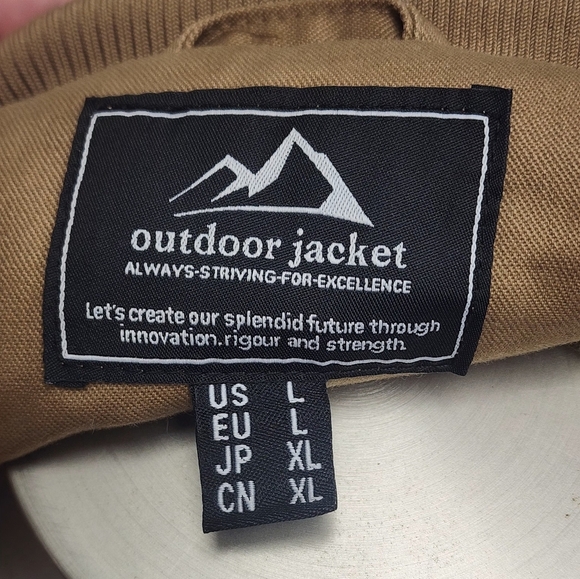 outdoor jacket
ALWAYS-STRIVING-FOR-EXCELLENCE
Let's create our splendid future through
innovation.rigour and strength.
US L
EU L
JP XL
CN XL